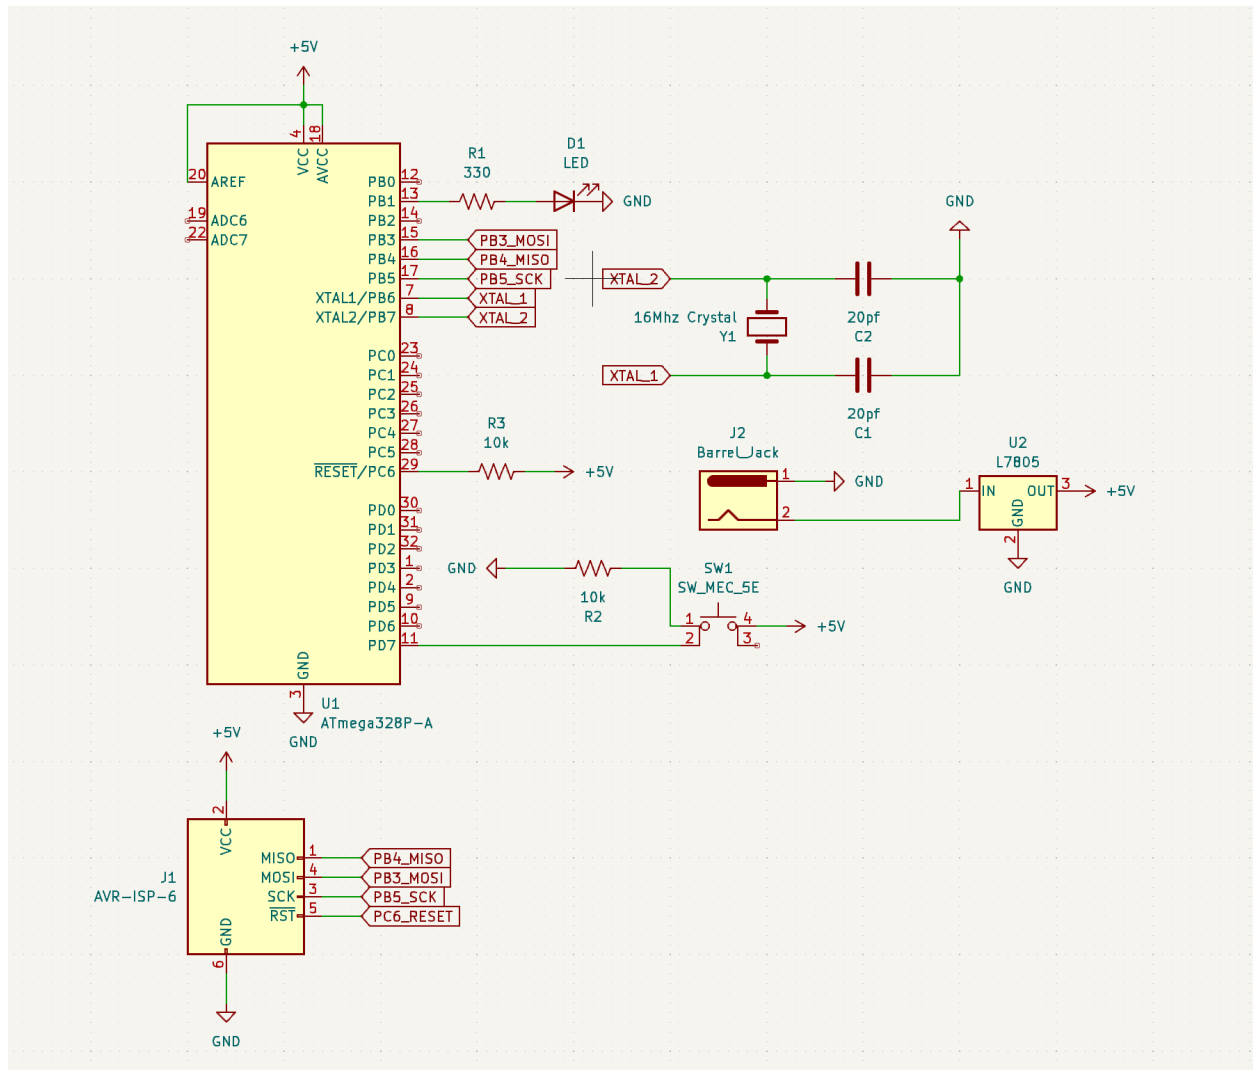 +5V
4
VCC
18
AVCC
20 AREF
19 ADC6
22 ADC7
PB0 12
PB1 13
PB2 14
PB3 15
PB4 16
PB5 17
XTAL1/PB6 7
XTAL2/PB7 8
PC0 23
PC1 24
PC2 25
PC3 26
PC4 27
PC5 28
RESET/PC6 29
PD0 30
PD1 31
PD2 32
PD3 1
PD4 2
PD5 9
PD6 10
PD7 11
GND
3
GND
U1
ATmega328P-A
R1
330
D1
LED
GND
PB3_MOSI
PB4_MISO
PB5_SCK
XTAL_1
XTAL_2
XTAL_2
XTAL_1
16Mhz Crystal
Y1
GND
20pf
C2
20pf
C1
R3
10k
+5V
J2
Barrel_Jack
1
GND
2
U2
L7805
1 IN
OUT 3
+5V
GND
2
GND
GND
10k
R2
SW1
SW_MEC_5E
1
4
+5V
2
3
+5V
2
VCC
J1
AVR-ISP-6
MISO 1
PB4_MISO
MOSI 4
PB3_MOSI
SCK 3
PB5_SCK
RST 5
PC6_RESET
GND
6
GND